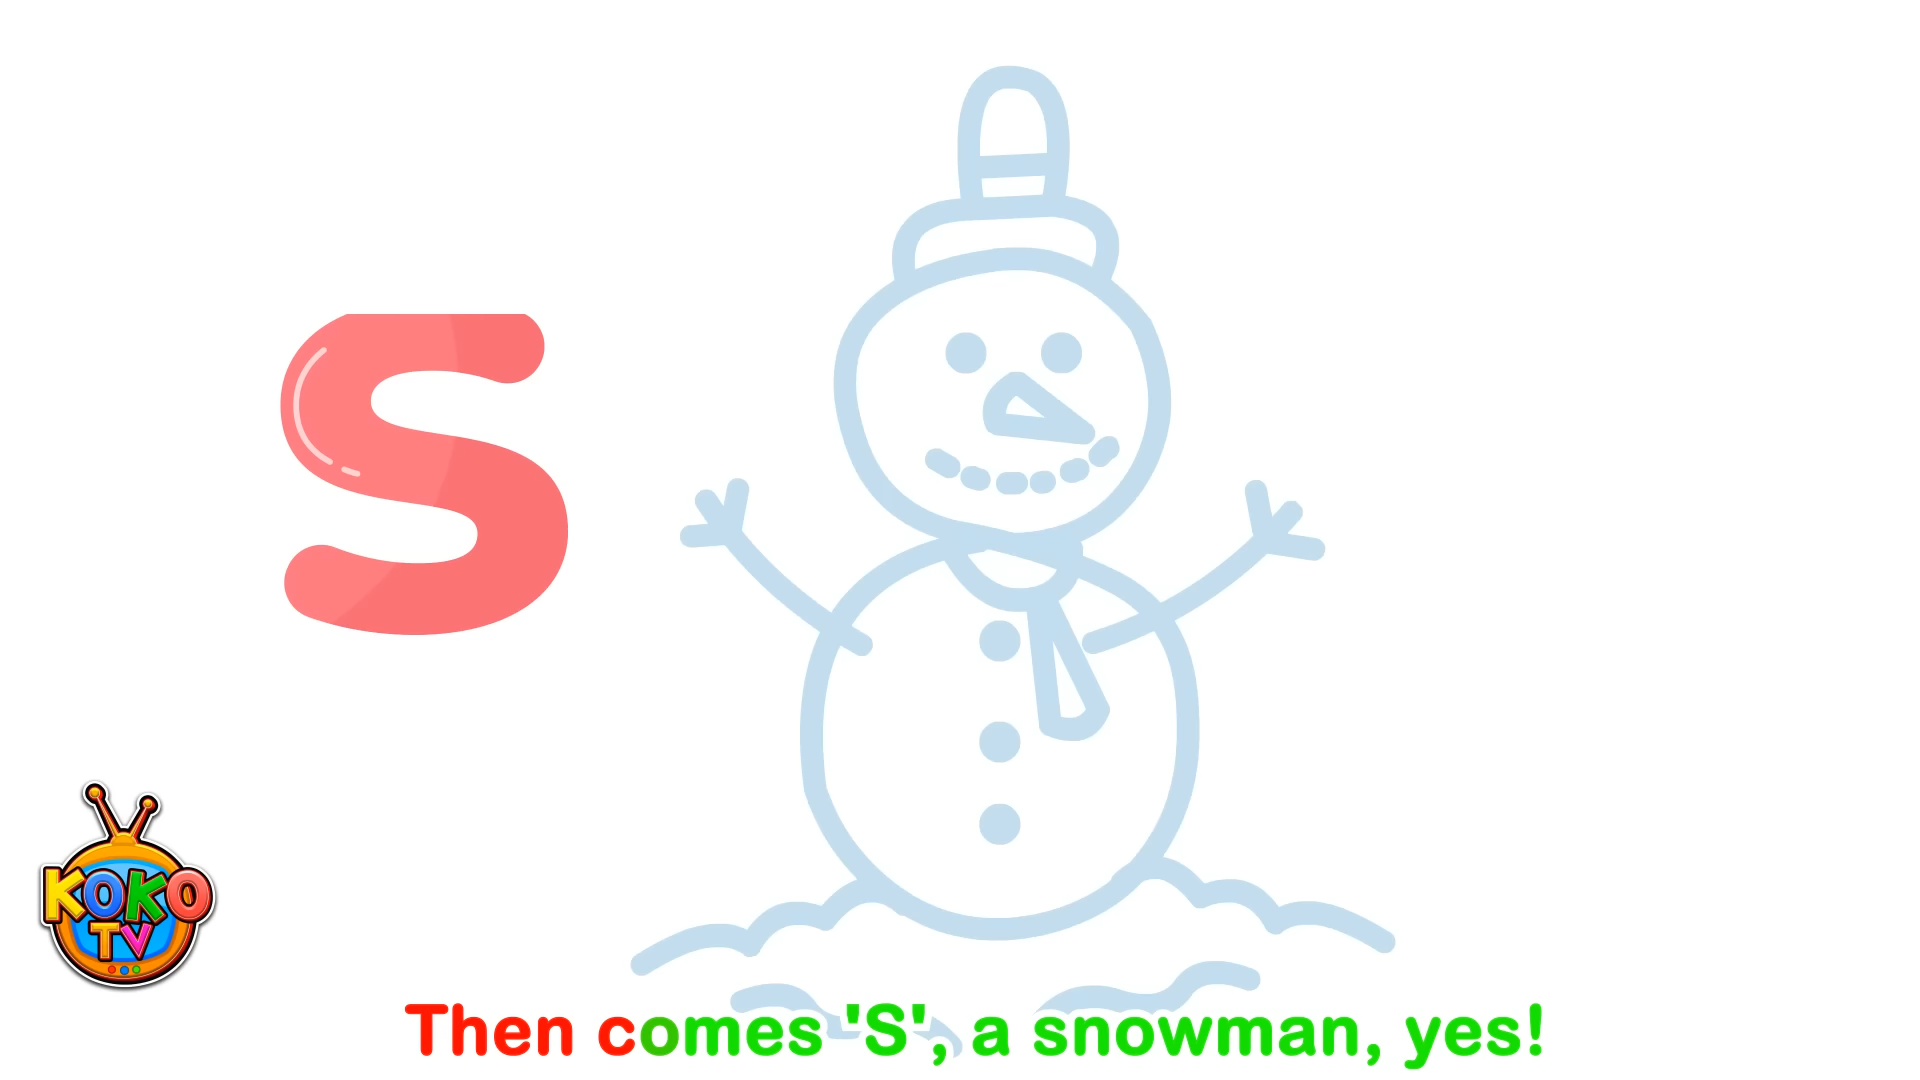 S
KOKO
TV
Then comes 'S', a snowman, yes!